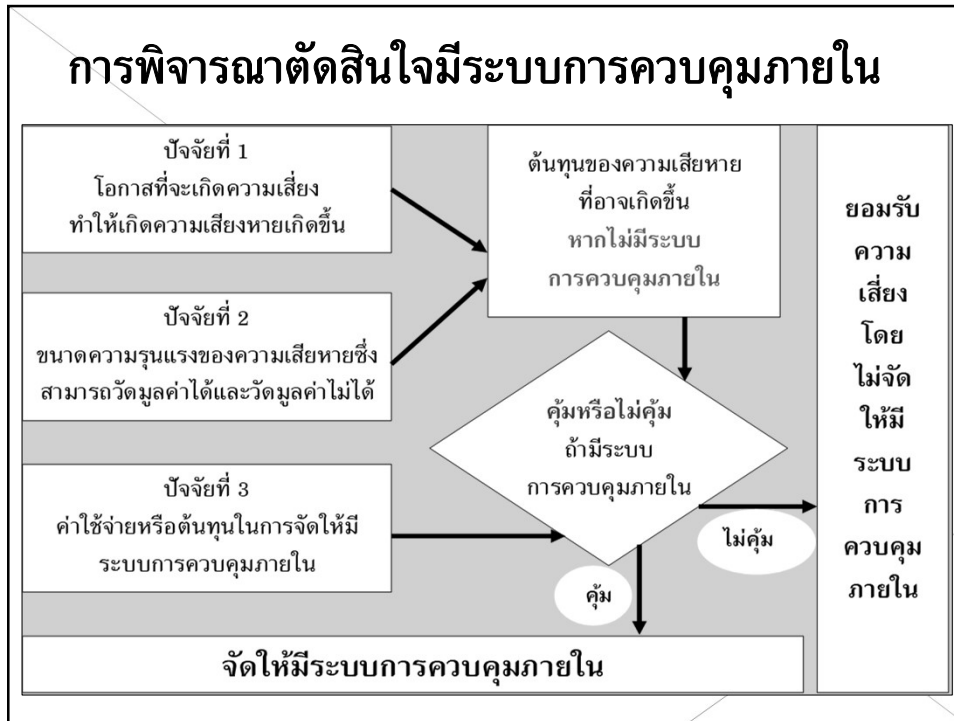 การพิจารณาตัดสินใจมีระบบการควบคุมภายใน
ปัจจัยที่ 1
โอกาสที่จะเกิดความเสี่ยง
ทำให้เกิดความเสียงหายเกิดขึ้น
ปัจจัยที่ 2
ขนาดความรุนแรงของความเสียหายซึ่ง
สามารถวัดมูลค่าได้และวัดมูลค่าไม่ได้
ปัจจัยที่ 3
ค่าใช้จ่ายหรือต้นทุนในการจัดให้มี
ระบบการควบคุมภายใน
ต้นทุนของความเสียหาย
ที่อาจเกิดขึ้น
หากไม่มีระบบ
การควบคุมภายใน
คุ้มหรือไม่คุ้ม
ถ้ามีระบบ
การควบคุมภายใน
ไม่คุ้ม
คุ้ม
ยอมรับ
ความ
เสี่ยง
โดย
ไม่จัด
ให้มี
ระบบ
การ
ควบคุม
ภายใน
จัดให้มีระบบการควบคุมภายใน